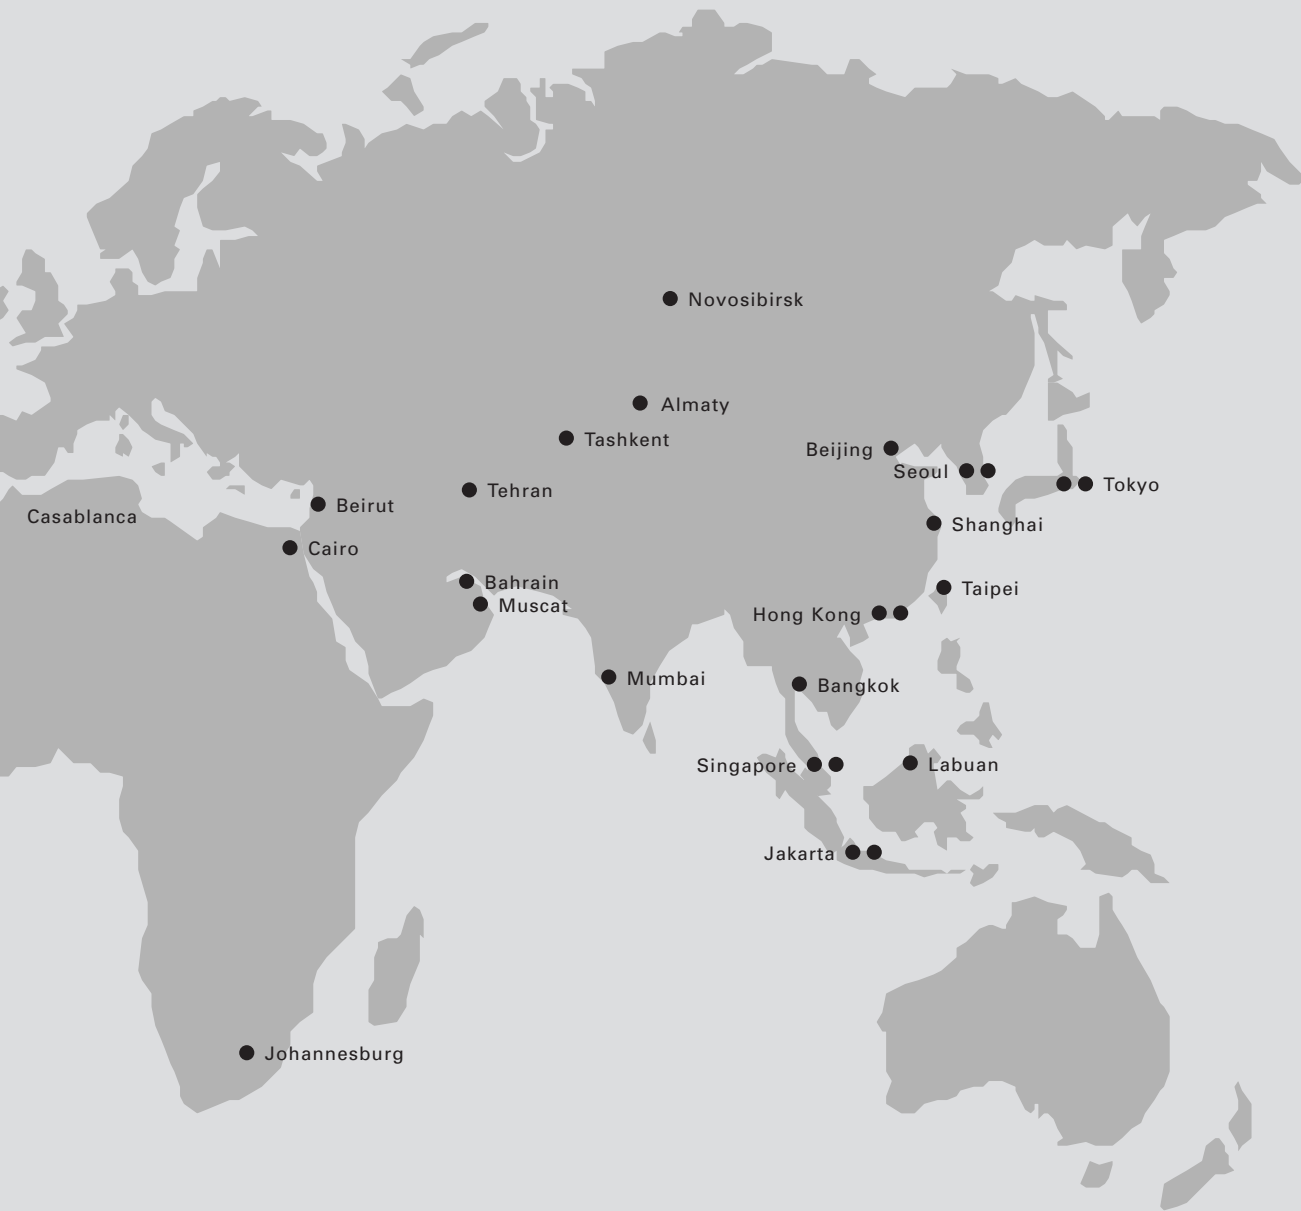 Novosibirsk
Almaty
Tashkent
Beijing
Seoul
Tokyo
Tehran
Beirut
Casablanca
Shanghai
Cairo
Bahrain
Taipei
Muscat
Hong Kong
Mumbai
Bangkok
Singapore
Labuan
Jakarta
Johannesburg